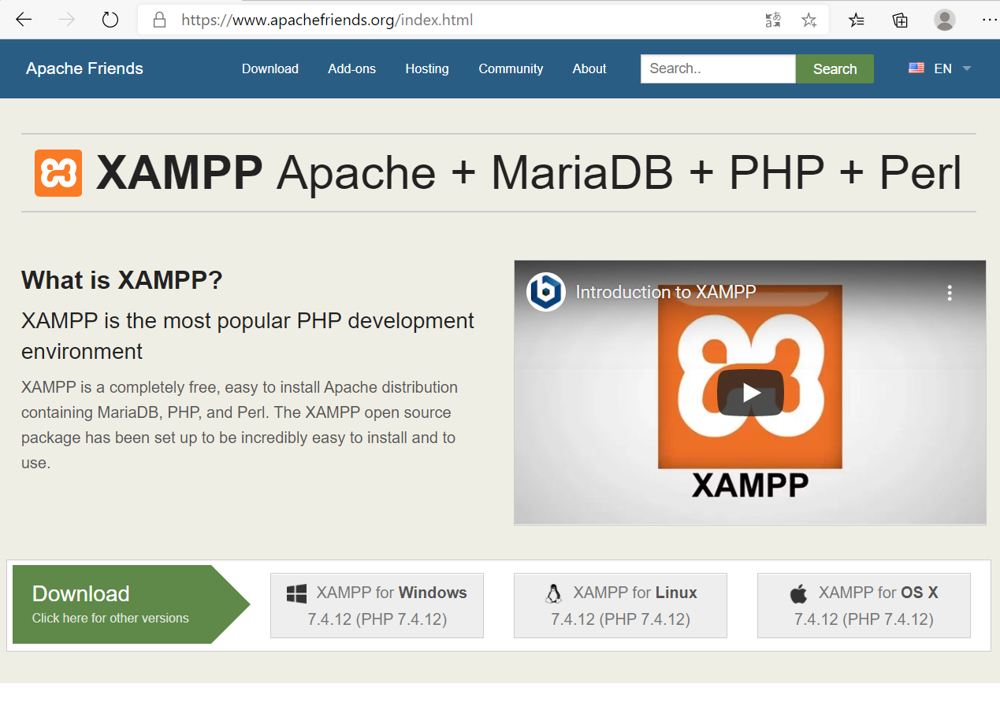 https://www.apachefriends.org/index.html
Apache Friends Download Add-ons Hosting Community About Search.. Search EN
XAMPP Apache + MariaDB + PHP + Perl
What is XAMPP?
XAMPP is the most popular PHP development
environment
XAMPP is a completely free, easy to install Apache distribution
containing MariaDB, PHP, and Perl. The XAMPP open source
package has been set up to be incredibly easy to install and to
use.
Introduction to XAMPP
XAMPP
Download
Click here for other versions
XAMPP for Windows
7.4.12 (PHP 7.4.12)
XAMPP for Linux
7.4.12 (PHP 7.4.12)
XAMPP for OS X
7.4.12 (PHP 7.4.12)